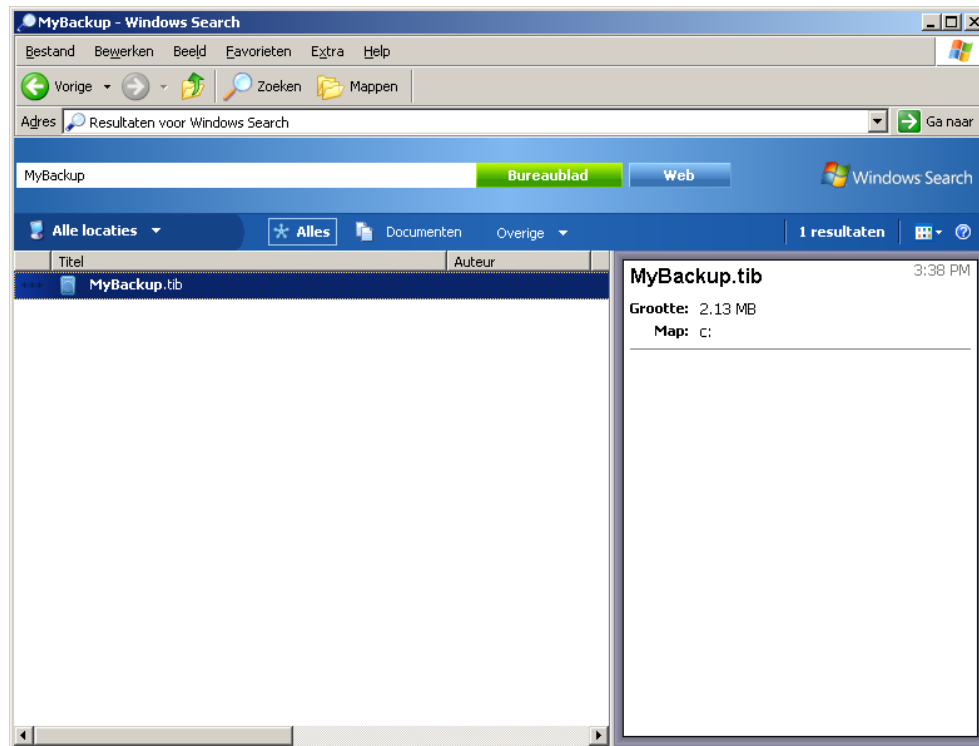 MyBackup - Windows Search
Bestand Bewerken Beeld Favorieten Extra Help
Vorige Zoeken Mappen
Adres Resultaten voor Windows Search Ga naar
MyBackup Bureaublad Web Windows Search
Alle locaties Alles Documenten Overige 1 resultaten
Titel Auteur
MyBackup.tib
MyBackup.tib 3:38 PM
Grootte: 2.13 MB
Map: c: